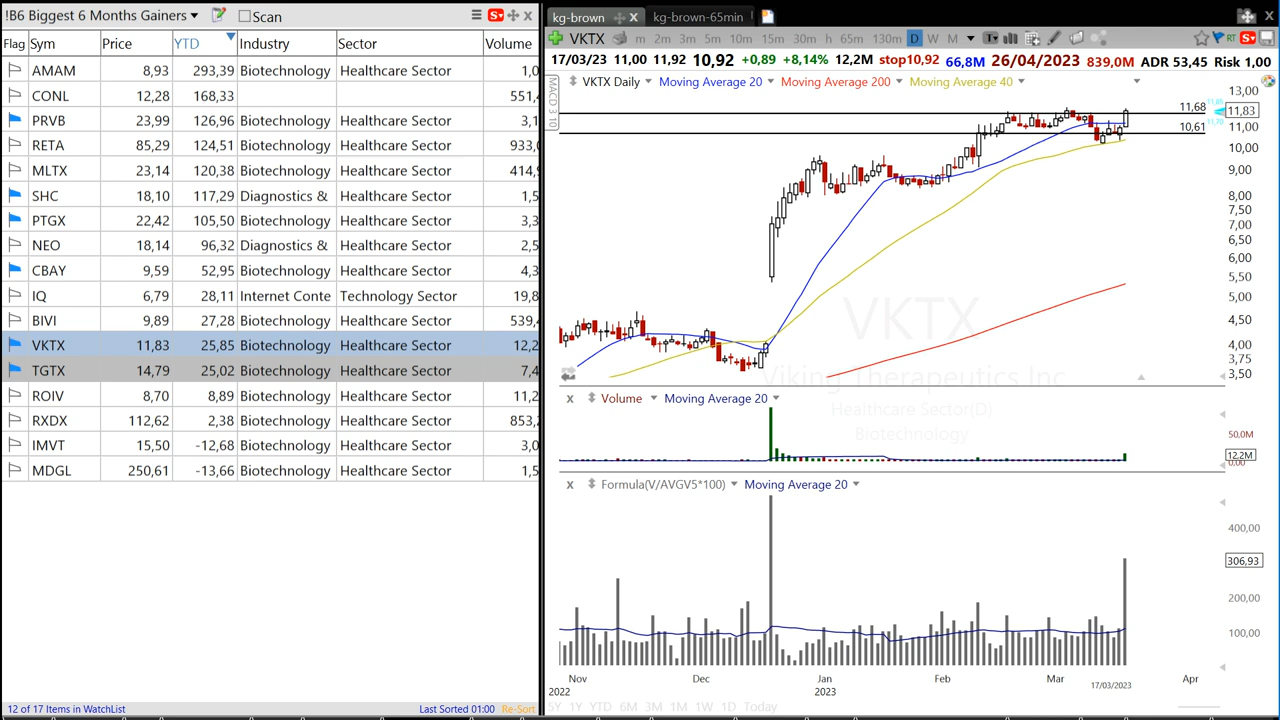 !B6 Biggest 6 Months Gainers Scan
Flag Sym Price YTD Industry Sector Volume
AMAM 8,93 293,39 Biotechnology Healthcare Sector 1,0
CONL 12,28 168,33 551,
PRVB 23,99 126,96 Biotechnology Healthcare Sector 3,1
RETA 85,29 124,51 Biotechnology Healthcare Sector 933,
MLTX 23,14 120,38 Biotechnology Healthcare Sector 414,
SHC 18,10 117,29 Diagnostics & Healthcare Sector 1,5
PTGX 22,42 105,50 Biotechnology Healthcare Sector 3,3
NEO 18,14 96,32 Diagnostics & Healthcare Sector 2,5
CBAY 9,59 52,95 Biotechnology Healthcare Sector 4,3
IQ 6,79 28,11 Internet Conte Technology Sector 19,8
BIVI 9,89 27,28 Biotechnology Healthcare Sector 539,
VKTX 11,83 25,85 Biotechnology Healthcare Sector 12,2
TGTX 14,79 25,02 Biotechnology Healthcare Sector 7,4
ROIV 8,70 8,89 Biotechnology Healthcare Sector 11,2
RXDX 112,62 2,38 Biotechnology Healthcare Sector 853,
IMVT 15,50 -12,68 Biotechnology Healthcare Sector 3,0
MDGL 250,61 -13,66 Biotechnology Healthcare Sector 1,5
12 of 17 Items in WatchList Last Sorted 01:00 Re-Sort
kg-brown kg-brown-65min
VKTX m 2m 3m 5m 10m 15m 30m h 65m 130m D W M RT
17/03/23 11,00 11,92 10,92 +0,89 +8,14% 12,2M stop10,92 66,8M 26/04/2023 839,0M ADR 53,45 Risk 1,00
VKTX Daily Moving Average 20 Moving Average 200 Moving Average 40
MACD 3 10
13,00
11,68
11,83
11,00
10,61
10,00
9,00
8,00
7,50
7,00
6,50
6,00
5,50
5,00
4,50
4,00
3,75
3,50
VKTX
Viking Therapeutics Inc
Healthcare Sector(D)
Biotechnology
Volume Moving Average 20
50,0M
12,2M
0,00
Formula(V/AVGV5*100) Moving Average 20
400,00
306,93
200,00
100,00
Nov Dec Jan Feb Mar Apr
2022 2023 17/03/2023
5Y 1Y YTD 6M 3M 1M 1W 1D Today